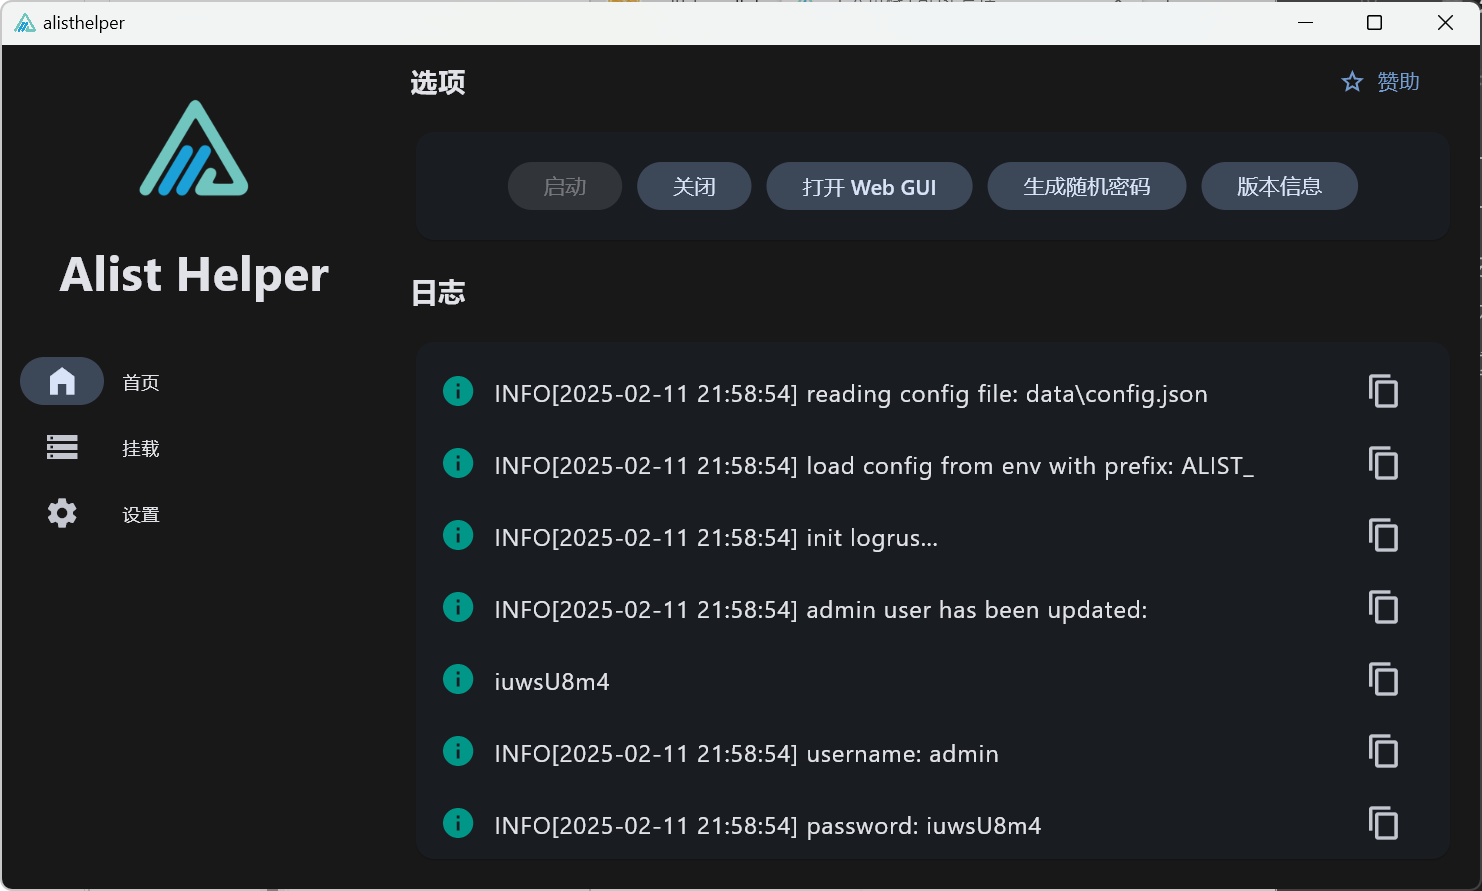 alisthelper
选项
赞助
启动
关闭
打开 Web GUI
生成随机密码
版本信息
Alist Helper
首页
挂载
设置
日志
INFO[2025-02-11 21:58:54] reading config file: data\config.json
INFO[2025-02-11 21:58:54] load config from env with prefix: ALIST_
INFO[2025-02-11 21:58:54] init logrus...
INFO[2025-02-11 21:58:54] admin user has been updated:
iuwsU8m4
INFO[2025-02-11 21:58:54] username: admin
INFO[2025-02-11 21:58:54] password: iuwsU8m4